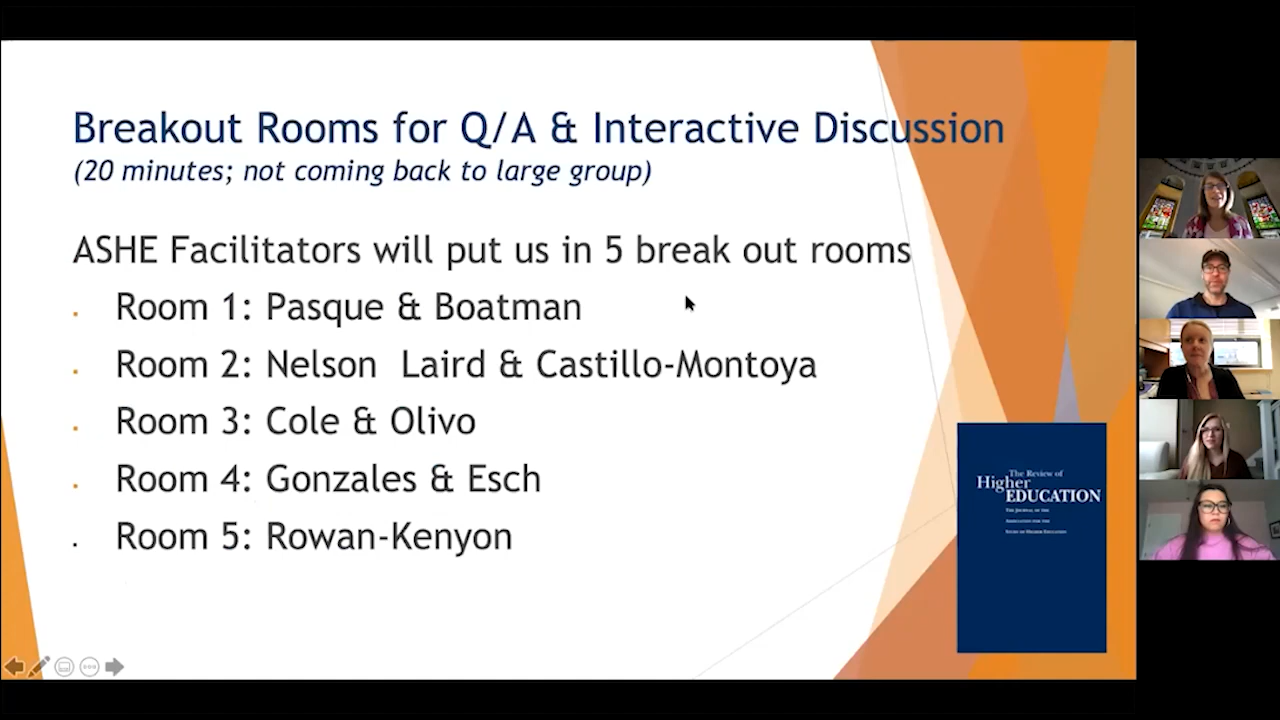 Breakout Rooms for Q/A & Interactive Discussion
(20 minutes; not coming back to large group)
ASHE Facilitators will put us in 5 break out rooms
Room 1: Pasque & Boatman
Room 2: Nelson  Laird & Castillo-Montoya
Room 3: Cole & Olivo
Room 4: Gonzales & Esch
Room 5: Rowan-Kenyon
The Review of
Higher
EDUCATION
The Journal of the
Association for the
Study of Higher Education